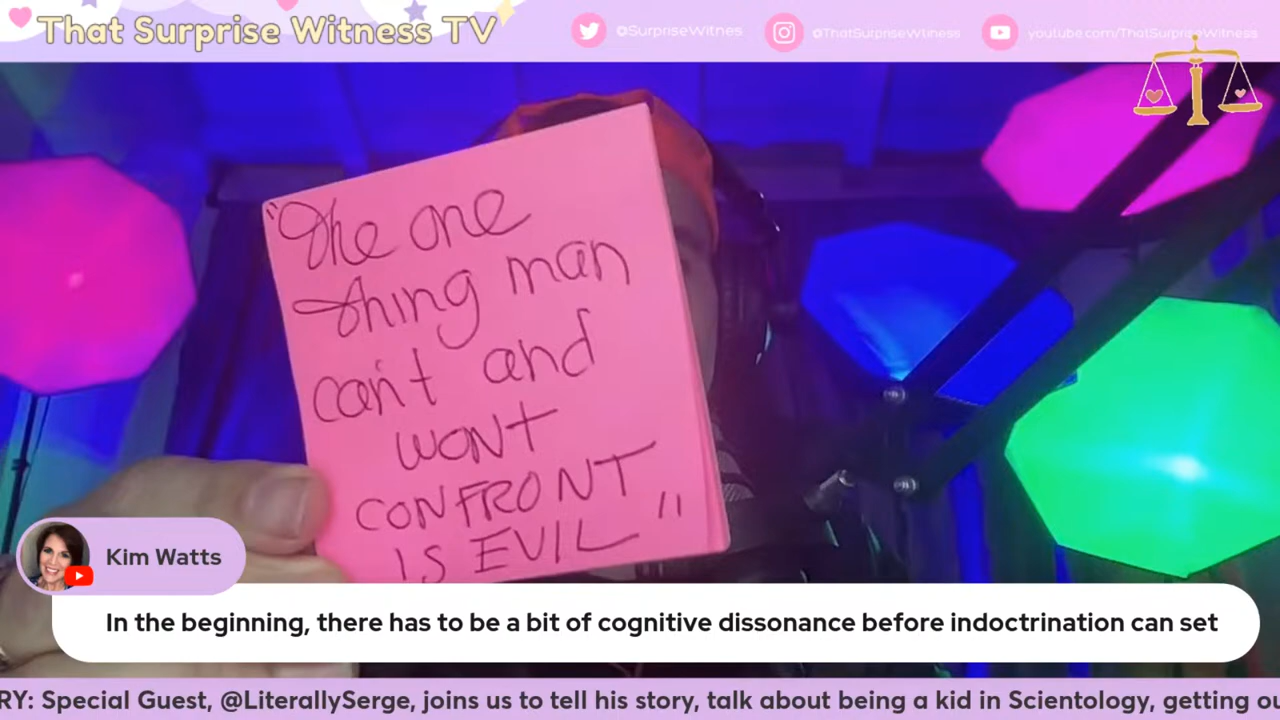 That Surprise Witness TV
@SurpriseWitnes
@ThatSurpriseWitness
youtube.com/ThatSurpriseWitness
"The one
thing man
can't and
wont
CONFRONT
IS EVIL"
Kim Watts
In the beginning, there has to be a bit of cognitive dissonance before indoctrination can set
RY: Special Guest, @LiterallySerge, joins us to tell his story, talk about being a kid in Scientology, getting ou